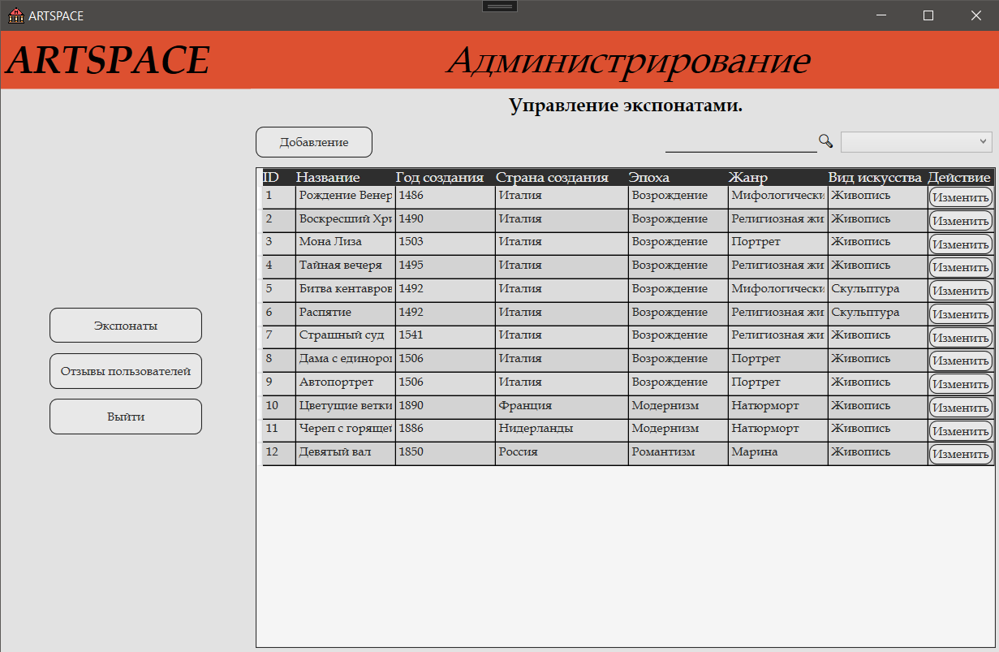 ARTSPACE
ARTSPACE Администрирование
Управление экспонатами.
Добавление
ID Название Год создания Страна создания Эпоха Жанр Вид искусства Действие
1 Рождение Венер 1486 Италия Возрождение Мифологически Живопись Изменить
2 Воскресший Хри 1490 Италия Возрождение Религиозная жи Живопись Изменить
3 Мона Лиза 1503 Италия Возрождение Портрет Живопись Изменить
4 Тайная вечеря 1495 Италия Возрождение Религиозная жи Живопись Изменить
5 Битва кентавров 1492 Италия Возрождение Мифологически Скульптура Изменить
6 Распятие 1492 Италия Возрождение Религиозная жи Скульптура Изменить
7 Страшный суд 1541 Италия Возрождение Религиозная жи Живопись Изменить
8 Дама с единорог 1506 Италия Возрождение Портрет Живопись Изменить
9 Автопортрет 1506 Италия Возрождение Портрет Живопись Изменить
10 Цветущие ветки 1890 Франция Модернизм Натюрморт Живопись Изменить
11 Череп с горящей 1886 Нидерланды Модернизм Натюрморт Живопись Изменить
12 Девятый вал 1850 Россия Романтизм Марина Живопись Изменить
Экспонаты
Отзывы пользователей
Выйти